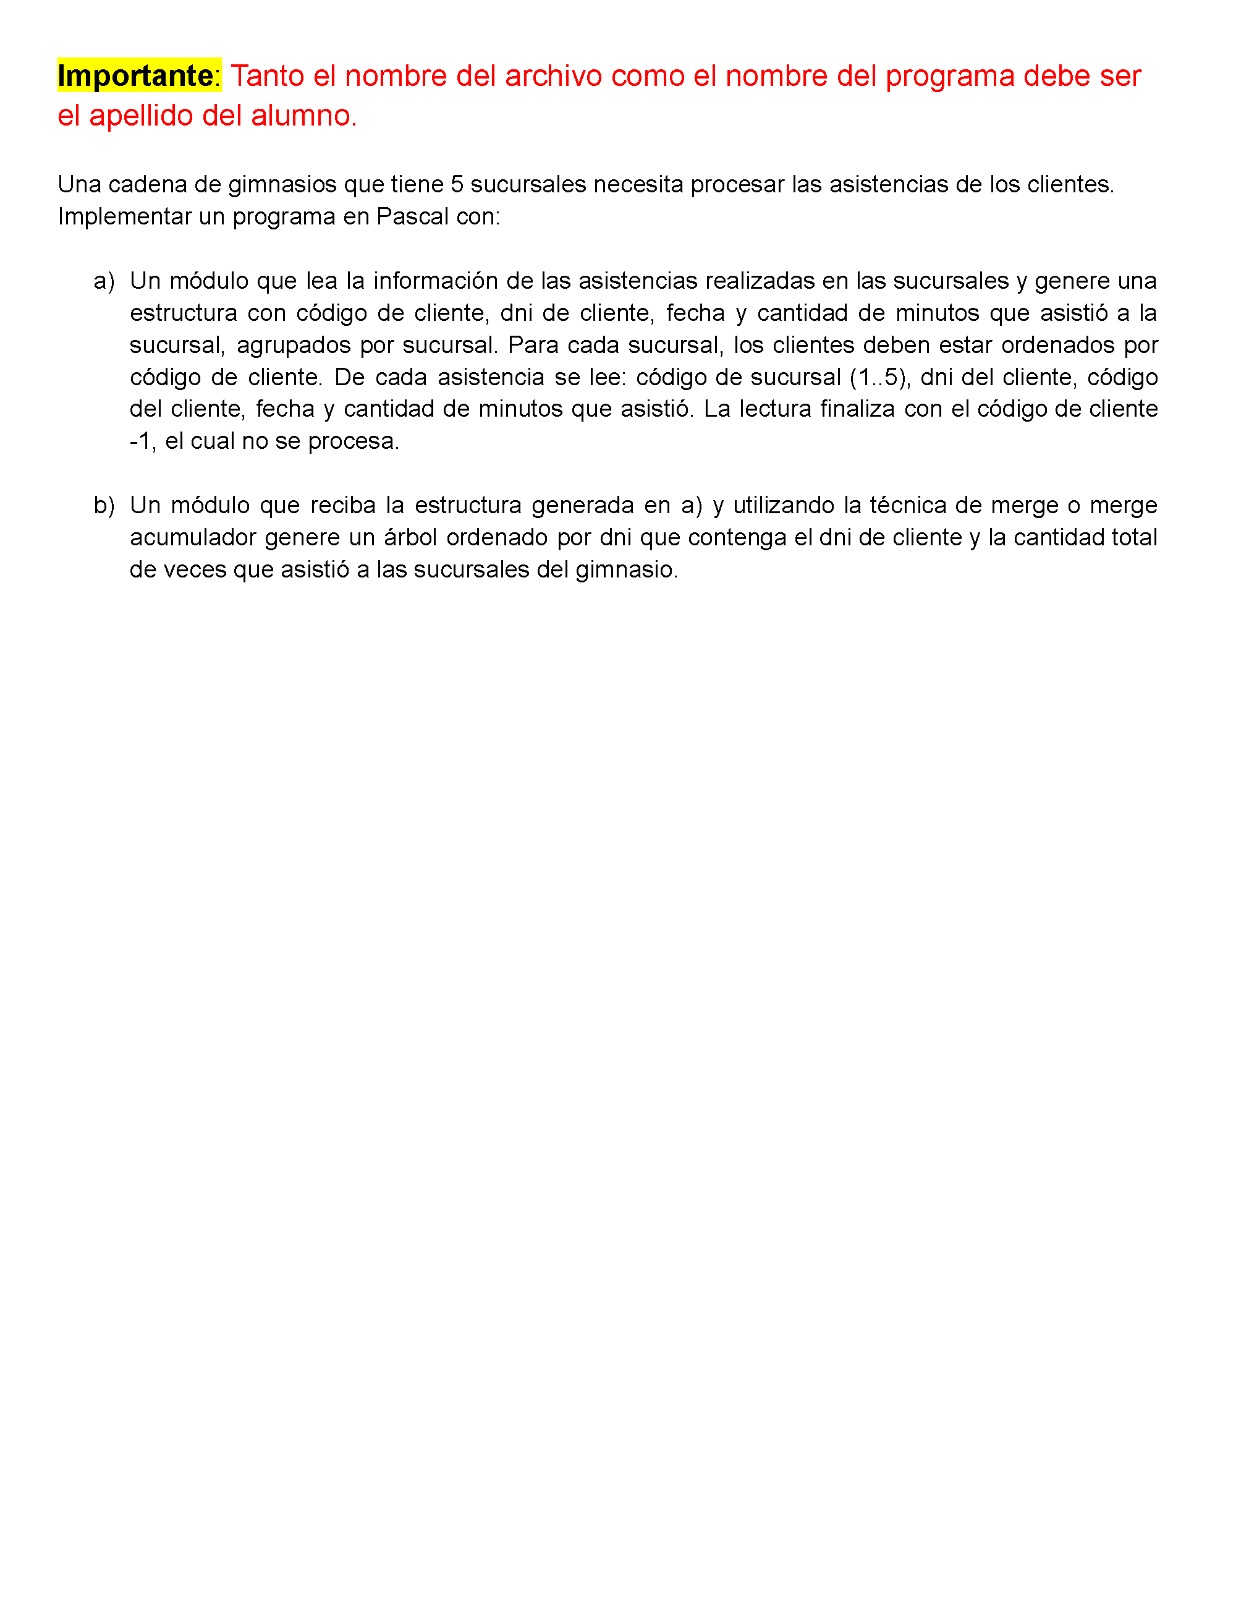 Importante: Tanto el nombre del archivo como el nombre del programa debe ser
el apellido del alumno.
Una cadena de gimnasios que tiene 5 sucursales necesita procesar las asistencias de los clientes.
Implementar un programa en Pascal con:
a) Un módulo que lea la información de las asistencias realizadas en las sucursales y genere una
estructura con código de cliente, dni de cliente, fecha y cantidad de minutos que asistió a la
sucursal, agrupados por sucursal. Para cada sucursal, los clientes deben estar ordenados por
código de cliente. De cada asistencia se lee: código de sucursal (1..5), dni del cliente, código
del cliente, fecha y cantidad de minutos que asistió. La lectura finaliza con el código de cliente
-1, el cual no se procesa.
b) Un módulo que reciba la estructura generada en a) y utilizando la técnica de merge o merge
acumulador genere un árbol ordenado por dni que contenga el dni de cliente y la cantidad total
de veces que asistió a las sucursales del gimnasio.